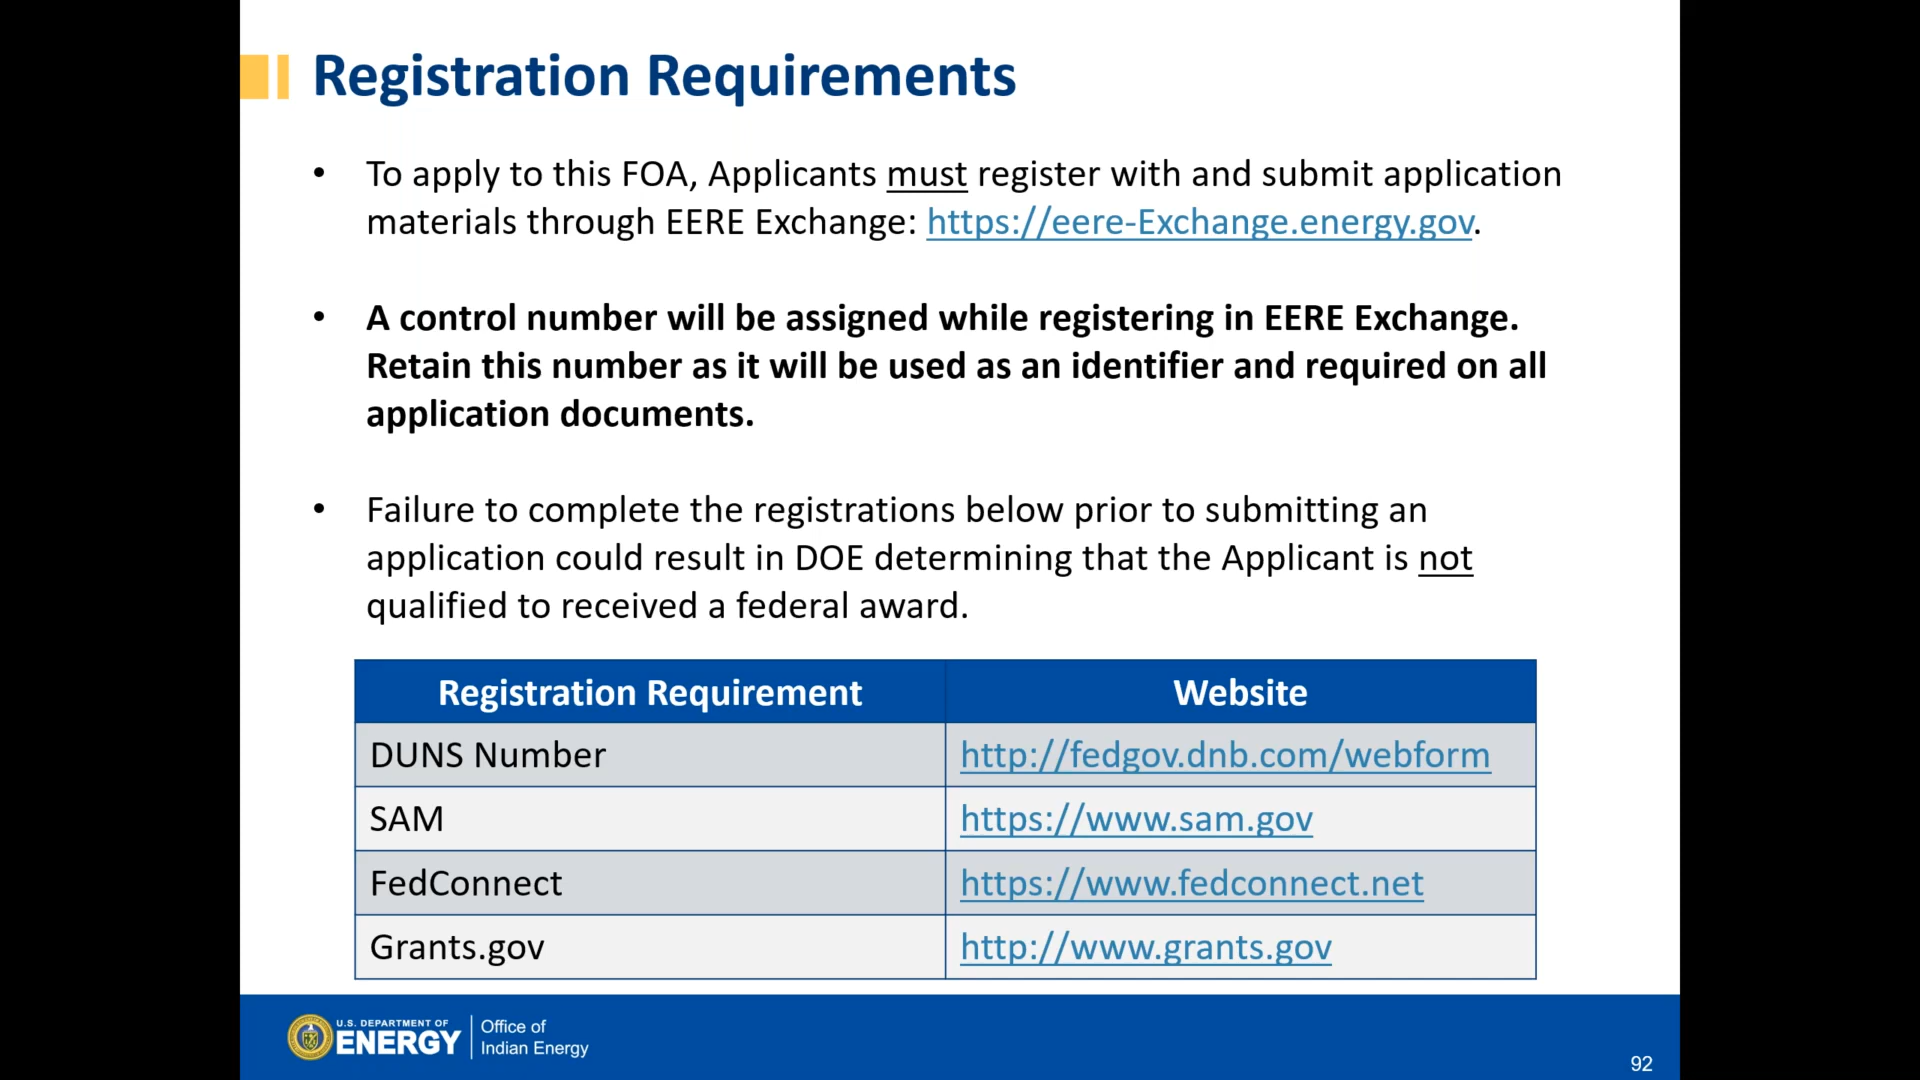 Registration Requirements
• To apply to this FOA, Applicants must register with and submit application
materials through EERE Exchange: https://eere-Exchange.energy.gov.
• A control number will be assigned while registering in EERE Exchange.
Retain this number as it will be used as an identifier and required on all
application documents.
• Failure to complete the registrations below prior to submitting an
application could result in DOE determining that the Applicant is not
qualified to received a federal award.
Registration Requirement Website
DUNS Number http://fedgov.dnb.com/webform
SAM https://www.sam.gov
FedConnect https://www.fedconnect.net
Grants.gov http://www.grants.gov
U.S. DEPARTMENT OF
ENERGY
Office of
Indian Energy
92